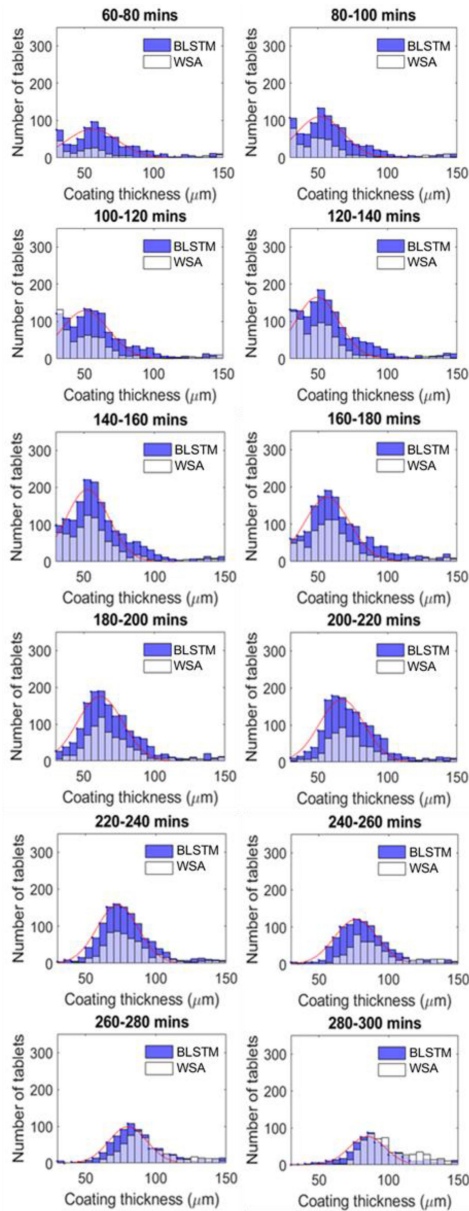 60-80 mins
80-100 mins
Number of tablets
300
200
100
0
BLSTM
WSA
50
100
150
Coating thickness (μm)
Number of tablets
300
200
100
0
BLSTM
WSA
50
100
150
Coating thickness (μm)
100-120 mins
120-140 mins
Number of tablets
300
200
100
0
BLSTM
WSA
50
100
150
Coating thickness (μm)
Number of tablets
300
200
100
0
BLSTM
WSA
50
100
150
Coating thickness (μm)
140-160 mins
160-180 mins
Number of tablets
300
200
100
0
BLSTM
WSA
50
100
150
Coating thickness (μm)
Number of tablets
300
200
100
0
BLSTM
WSA
50
100
150
Coating thickness (μm)
180-200 mins
200-220 mins
Number of tablets
300
200
100
0
BLSTM
WSA
50
100
150
Coating thickness (μm)
Number of tablets
300
200
100
0
BLSTM
WSA
50
100
150
Coating thickness (μm)
220-240 mins
240-260 mins
Number of tablets
300
200
100
0
BLSTM
WSA
50
100
150
Coating thickness (μm)
Number of tablets
300
200
100
0
BLSTM
WSA
50
100
150
Coating thickness (μm)
260-280 mins
280-300 mins
Number of tablets
300
200
100
0
BLSTM
WSA
50
100
150
Coating thickness (μm)
Number of tablets
300
200
100
0
BLSTM
WSA
50
100
150
Coating thickness (μm)